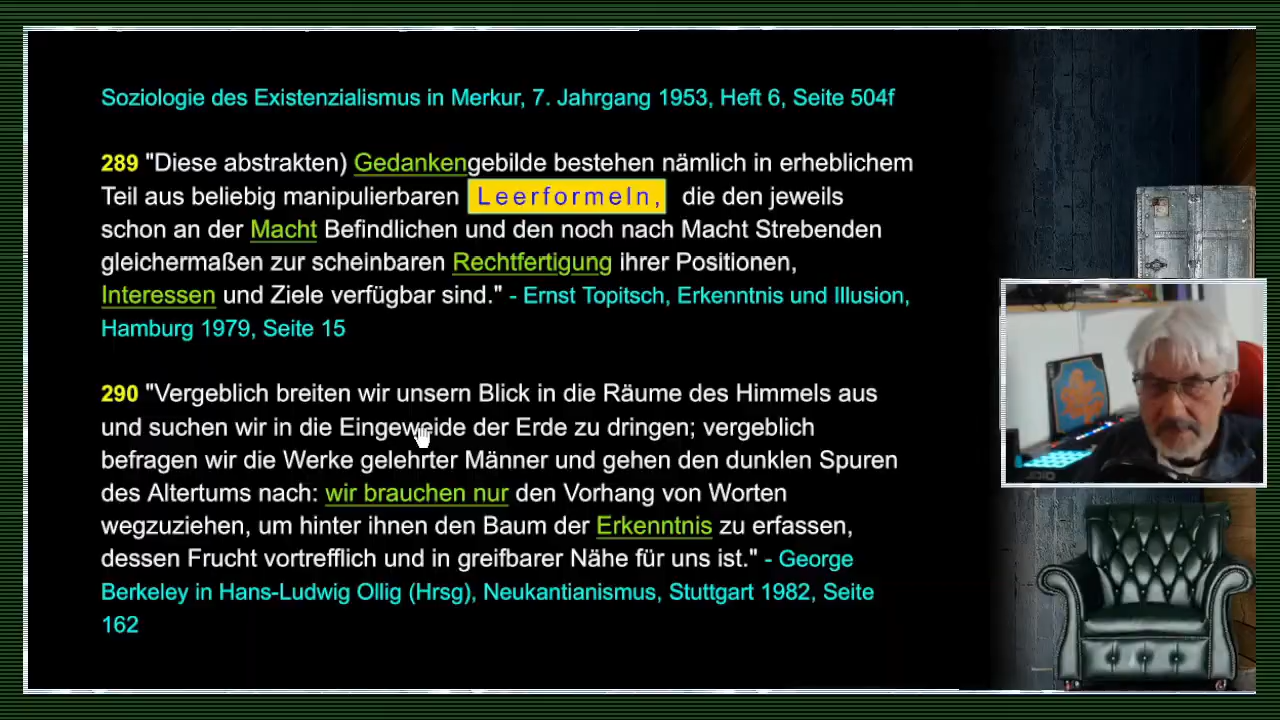 Soziologie des Existenzialismus in Merkur, 7. Jahrgang 1953, Heft 6, Seite 504f
289 "Diese abstrakten) Gedankengebilde bestehen nämlich in erheblichem
Teil aus beliebig manipulierbaren Leerformeln, die den jeweils
schon an der Macht Befindlichen und den noch nach Macht Strebenden
gleichermaßen zur scheinbaren Rechtfertigung ihrer Positionen,
Interessen und Ziele verfügbar sind." - Ernst Topitsch, Erkenntnis und Illusion,
Hamburg 1979, Seite 15
290 "Vergeblich breiten wir unsern Blick in die Räume des Himmels aus
und suchen wir in die Eingeweide der Erde zu dringen; vergeblich
befragen wir die Werke gelehrter Männer und gehen den dunklen Spuren
des Altertums nach: wir brauchen nur den Vorhang von Worten
wegzuziehen, um hinter ihnen den Baum der Erkenntnis zu erfassen,
dessen Frucht vortrefflich und in greifbarer Nähe für uns ist." - George
Berkeley in Hans-Ludwig Ollig (Hrsg), Neukantianismus, Stuttgart 1982, Seite
162